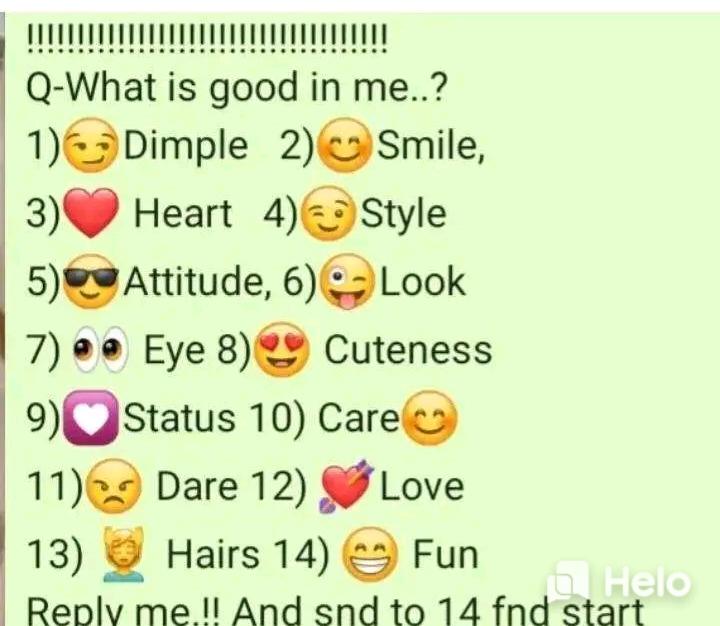 !!!!!!!!!!!!!!!!!!!!!!!!!!!!!!!!!!!!
Q-What is good in me..?
1)😏Dimple 2)😊Smile,
3)❤️ Heart 4)😉Style
5)😎Attitude, 6)😜Look
7) 👀 Eye 8)😍 Cuteness
9)💟Status 10) Care😊
11)😠 Dare 12) 💘Love
13) 💆 Hairs 14) 😁 Fun
Reply me.!! And snd to 14 fnd start
Helo